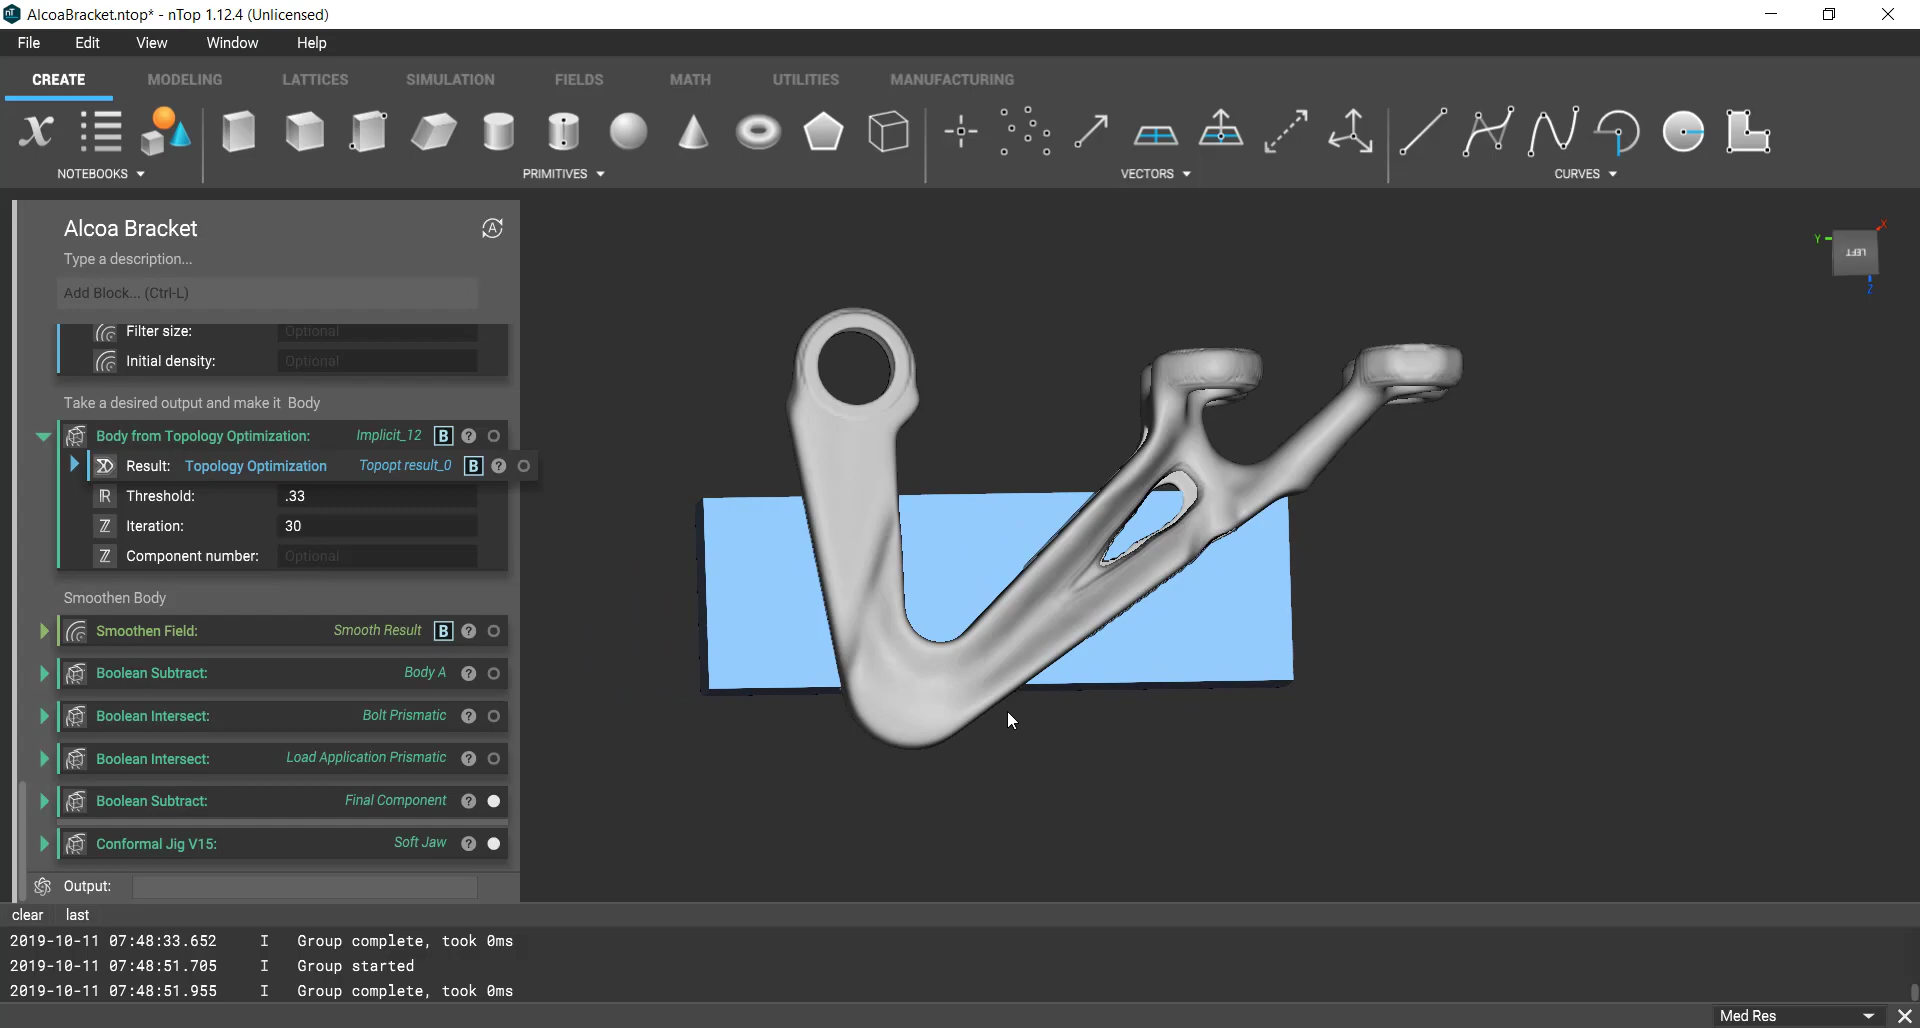 AlcoaBracket.ntop* - nTop 1.12.4 (Unlicensed)
File Edit View Window Help
CREATE MODELING LATTICES SIMULATION FIELDS MATH UTILITIES MANUFACTURING
NOTEBOOKS PRIMITIVES VECTORS CURVES
Alcoa Bracket
Type a description...
Add Block... (Ctrl-L)
Filter size: Optional
Initial density: Optional
Take a desired output and make it Body
Body from Topology Optimization: Implicit_12 B ?
Result: Topology Optimization Topopt result_0 B ?
R Threshold: .33
Z Iteration: 30
Z Component number: Optional
Smoothen Body
Smoothen Field: Smooth Result B ?
Boolean Subtract: Body A ?
Boolean Intersect: Bolt Prismatic ?
Boolean Intersect: Load Application Prismatic ?
Boolean Subtract: Final Component ?
Conformal Jig V15: Soft Jaw ?
Output:
X
Y
LEFT
Z
clear last
2019-10-11 07:48:33.652 I Group complete, took 0ms
2019-10-11 07:48:51.705 I Group started
2019-10-11 07:48:51.955 I Group complete, took 0ms
Med Res